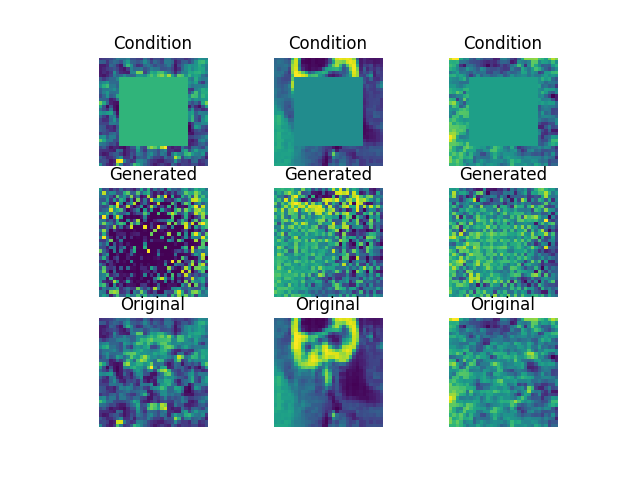 Condition Condition Condition
Generated Generated Generated
Original Original Original